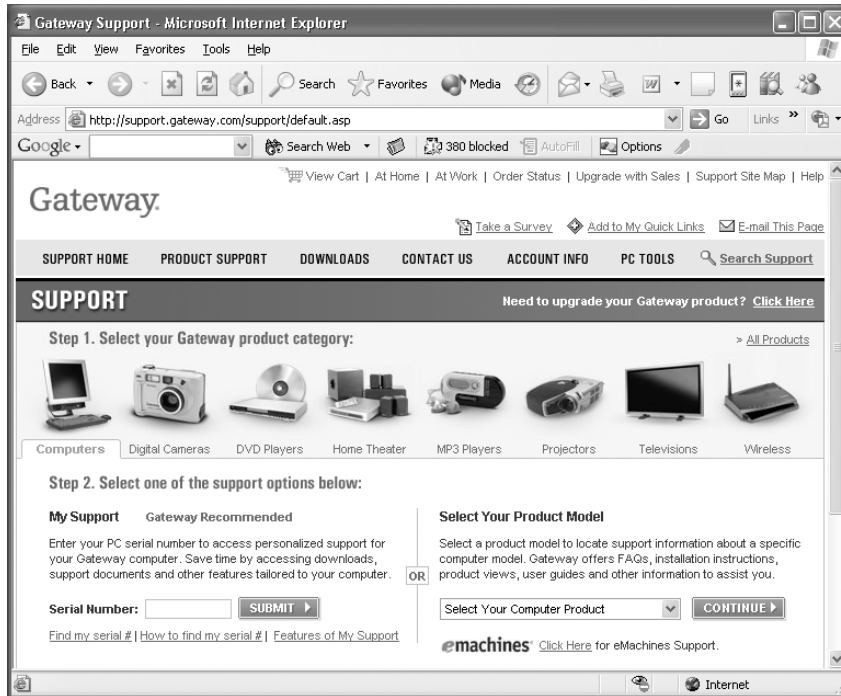 Gateway Support - Microsoft Internet Explorer
File Edit View Favorites Tools Help
Back Search Favorites Media
Address http://support.gateway.com/support/default.asp Go Links »
Google Search Web 380 blocked AutoFill Options
View Cart | At Home | At Work | Order Status | Upgrade with Sales | Support Site Map | Help
Gateway.
Take a Survey Add to My Quick Links E-mail This Page
SUPPORT HOME PRODUCT SUPPORT DOWNLOADS CONTACT US ACCOUNT INFO PC TOOLS Search Support
SUPPORT Need to upgrade your Gateway product? Click Here
Step 1. Select your Gateway product category: » All Products
Computers Digital Cameras DVD Players Home Theater MP3 Players Projectors Televisions Wireless
Step 2. Select one of the support options below:
My Support Gateway Recommended
Enter your PC serial number to access personalized support for
your Gateway computer. Save time by accessing downloads,
support documents and other features tailored to your computer.
Serial Number: SUBMIT
Find my serial # | How to find my serial # | Features of My Support
OR
Select Your Product Model
Select a product model to locate support information about a specific
computer model. Gateway offers FAQs, installation instructions,
product views, user guides and other information to assist you.
Select Your Computer Product CONTINUE
emachines Click Here for eMachines Support.
Internet